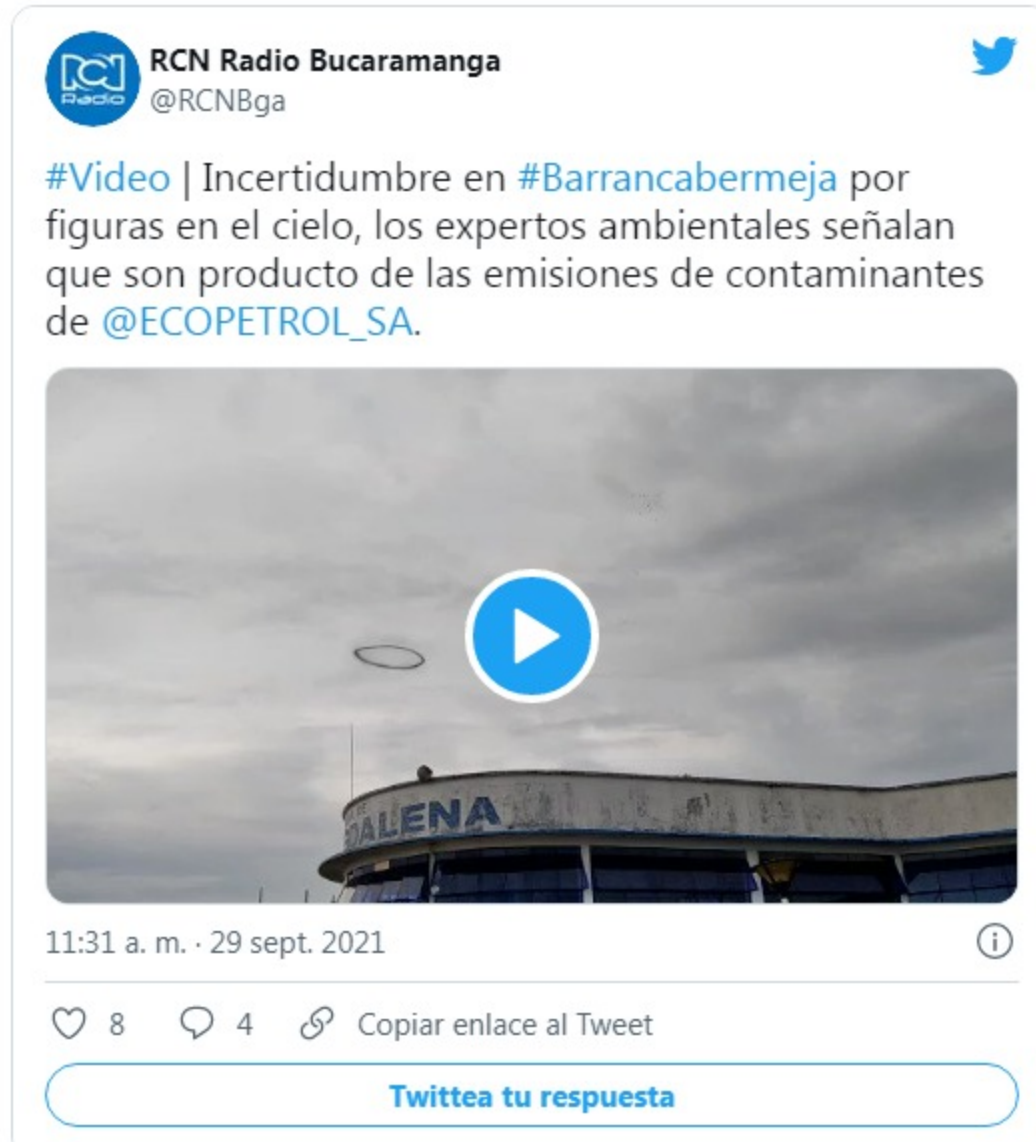 RCN Radio Bucaramanga
@RCNBga
RCN
Radio
#Video | Incertidumbre en #Barrancabermeja por
figuras en el cielo, los expertos ambientales señalan
que son producto de las emisiones de contaminantes
de @ECOPETROL_SA.
DALENA
11:31 a. m. · 29 sept. 2021
8
4
Copiar enlace al Tweet
Twittea tu respuesta